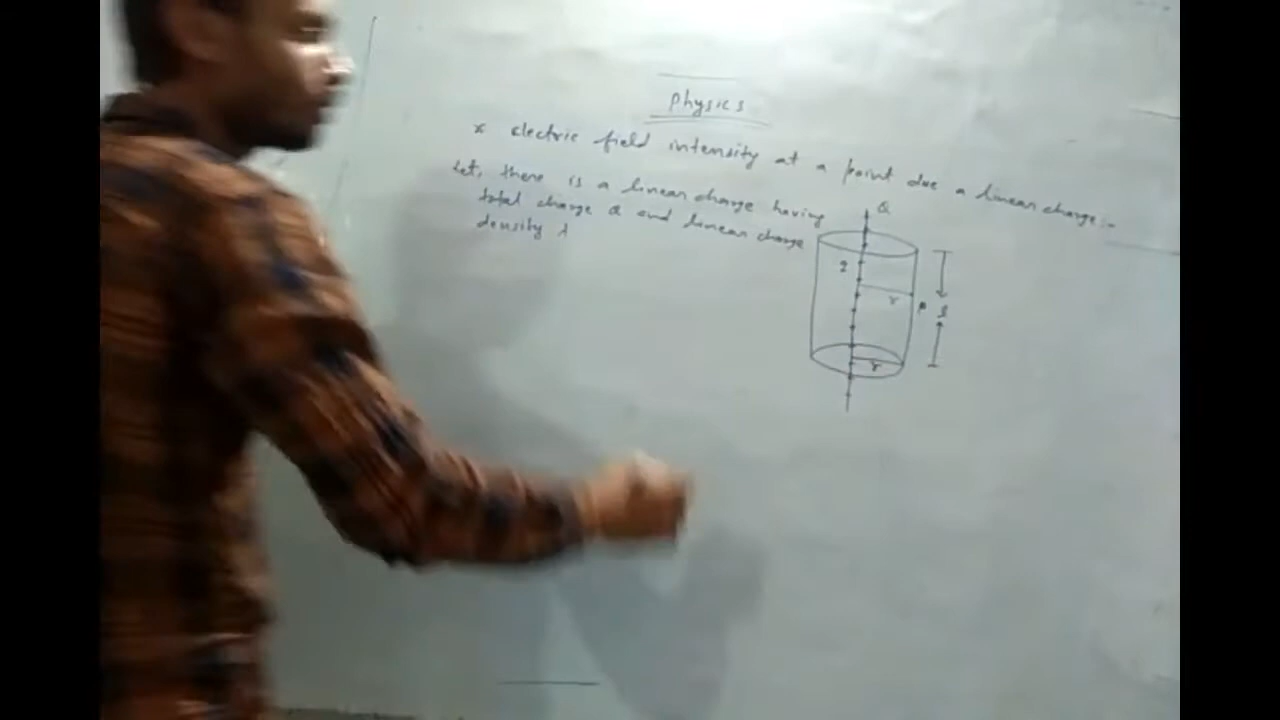 Physics
x electric field intensity at a point due a linear charge:-
Let, there is a linear charge having
total charge Q and linear charge
density λ
Q
q
r
P
l
r